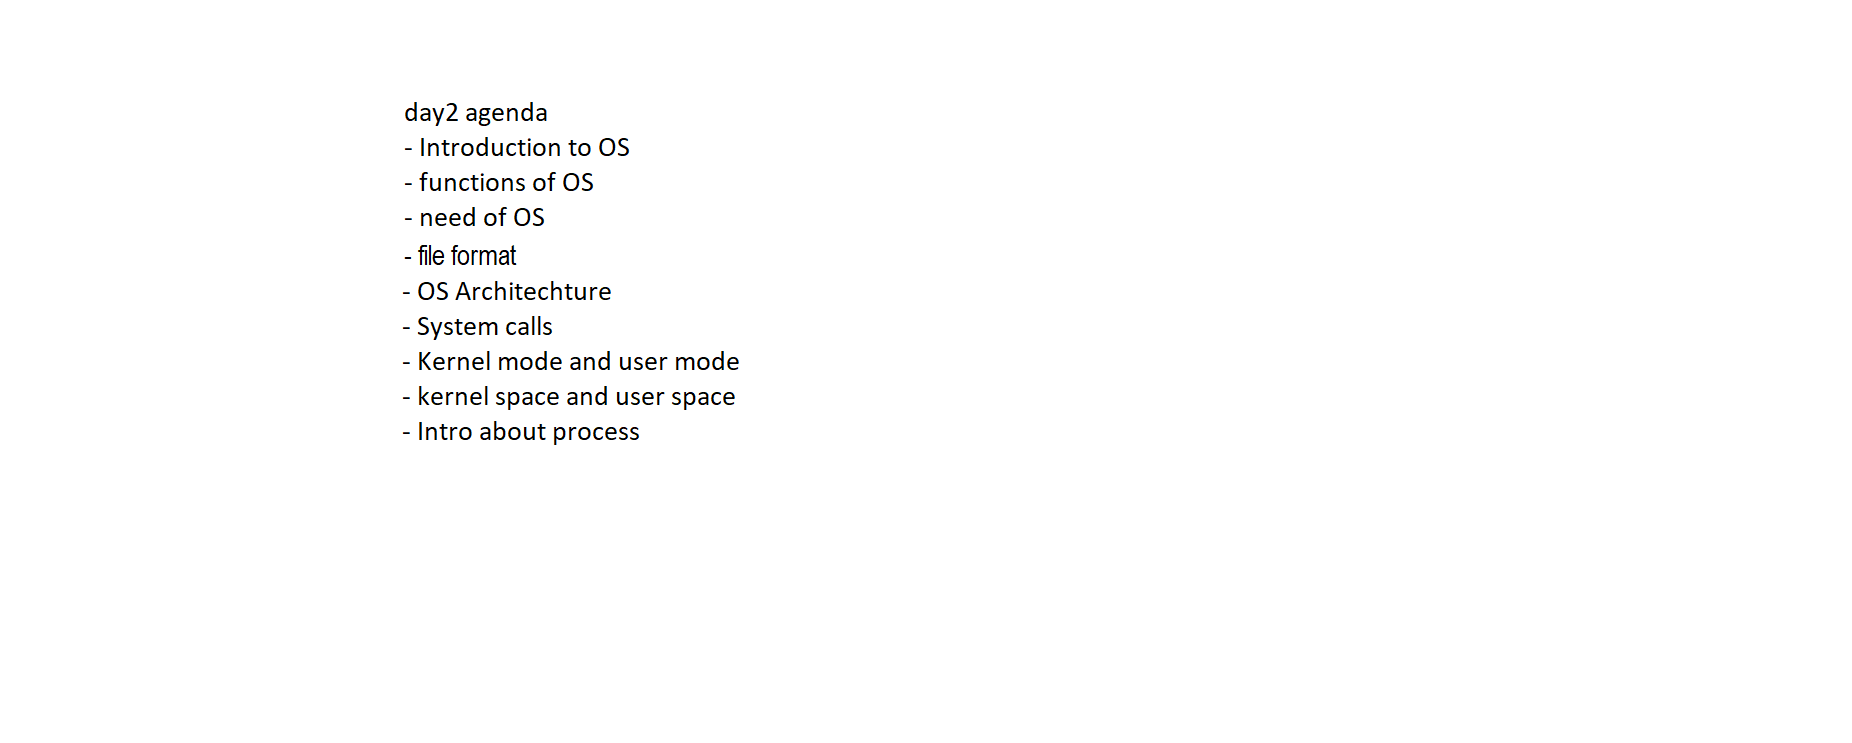 day2 agenda
- Introduction to OS
- functions of OS
- need of OS
- file format
- OS Architechture
- System calls
- Kernel mode and user mode
- kernel space and user space
- Intro about process